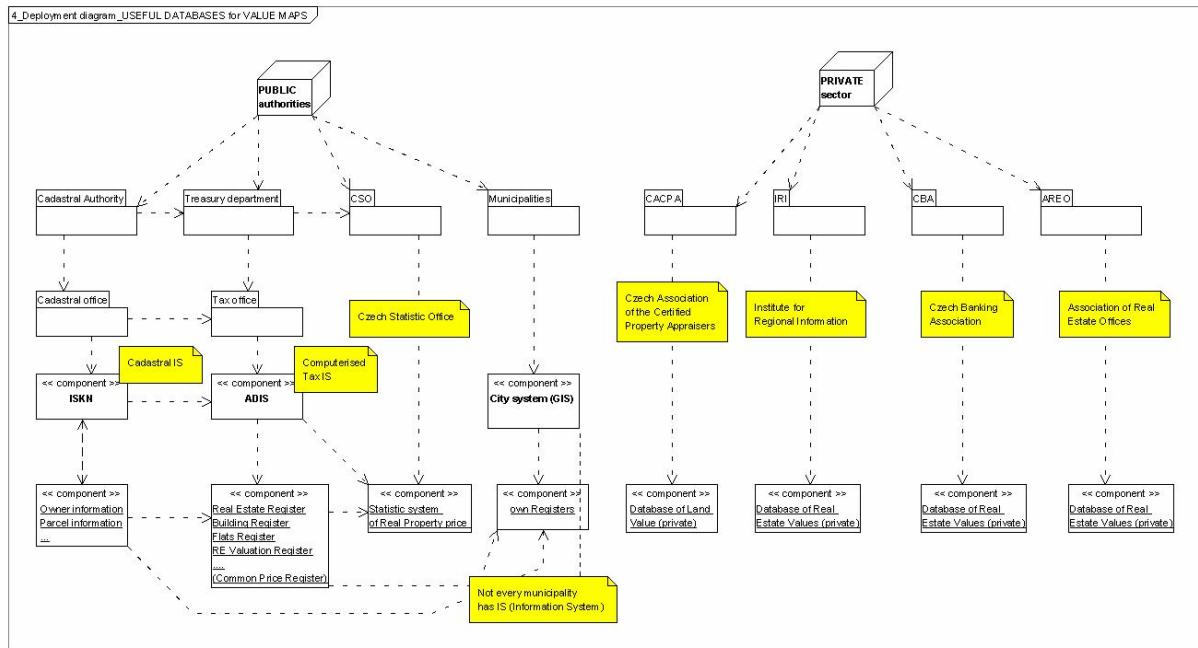 4_Deployment diagram_USEFUL DATABASES for VALUE MAPS
PUBLIC
authorities
PRIVATE
sector
Cadastral Authority
Treasury department
CSO
Municipalities
CACPA
IRI
CBA
AREO
Cadastral office
Tax office
Czech Statistic Office
Czech Association
of the Certified
Property Appraisers
Institute for
Regional Information
Czech Banking
Association
Association of Real
Estate Offices
Cadastral IS
Computerised
Tax IS
<< component >>
ISKN
<< component >>
ADIS
<< component >>
City system (GIS)
<< component >>
Owner information
Parcel information
...
<< component >>
Real Estate Register
Building Register
Flats Register
RE Valuation Register
....
(Common Price Register)
<< component >>
Statistic system
of Real Property price
<< component >>
own Registers
<< component >>
Database of Land
Value (private)
<< component >>
Database of Real
Estate Values (private)
<< component >>
Database of Real
Estate Values (private)
<< component >>
Database of Real
Estate Values (private)
Not every municipality
has IS (Information System)